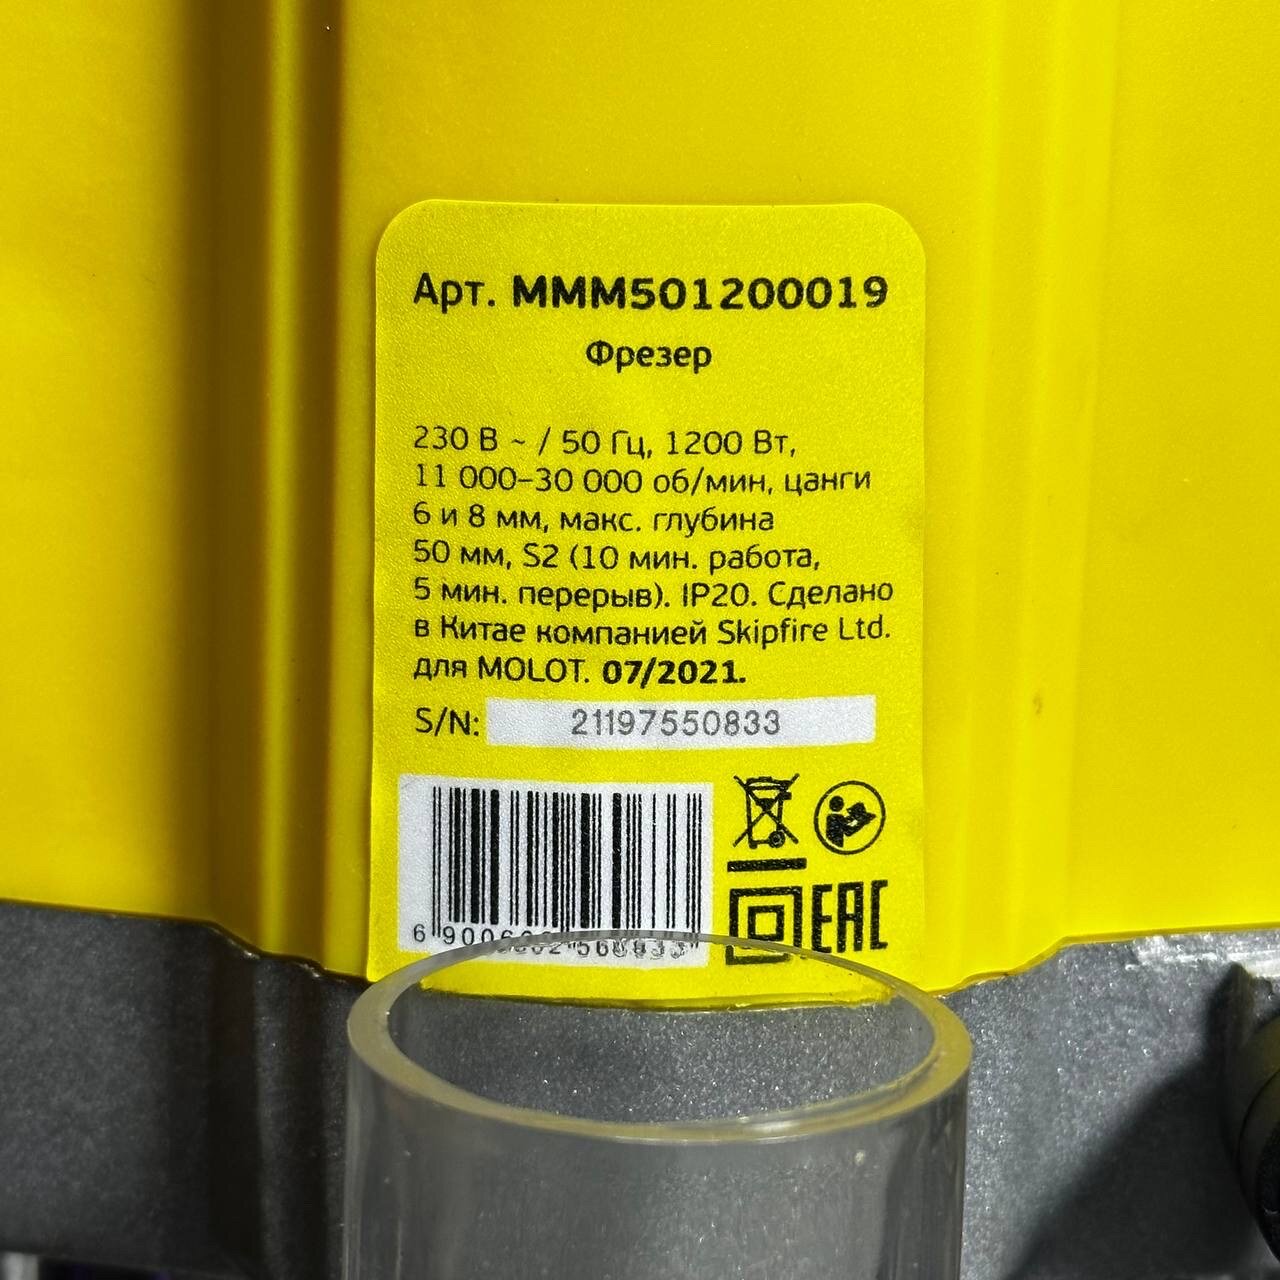 Арт. MMM501200019
Фрезер
230 В ~ / 50 Гц, 1200 Вт,
11 000–30 000 об/мин, цанги
6 и 8 мм, макс. глубина
50 мм, S2 (10 мин. работа,
5 мин. перерыв). IP20. Сделано
в Китае компанией Skipfire Ltd.
для MOLOT. 07/2021.
S/N: 21197550833
EAC